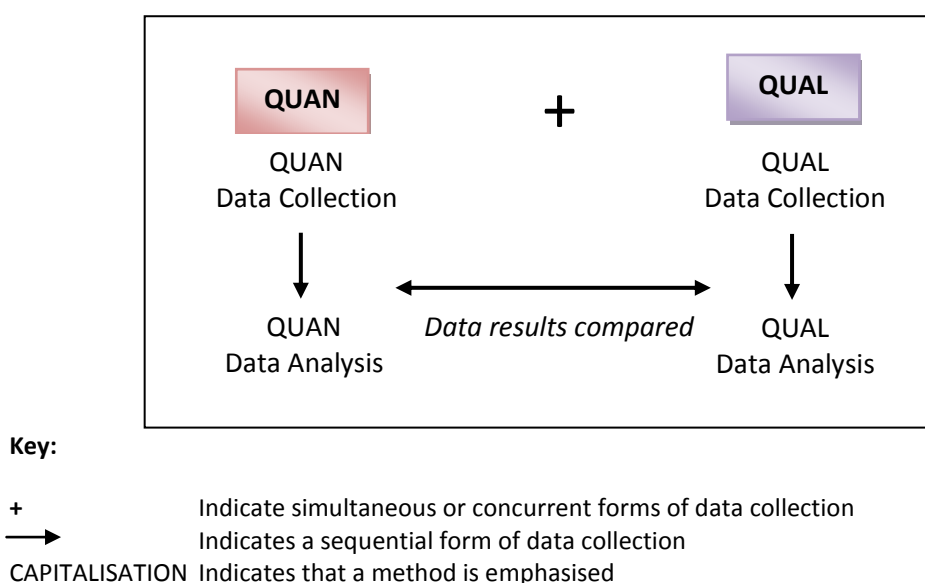 QUAN + QUAL
QUAN QUAL
Data Collection Data Collection
QUAN Data results compared QUAL
Data Analysis Data Analysis
Key:
+ Indicate simultaneous or concurrent forms of data collection
Indicates a sequential form of data collection
CAPITALISATION Indicates that a method is emphasised